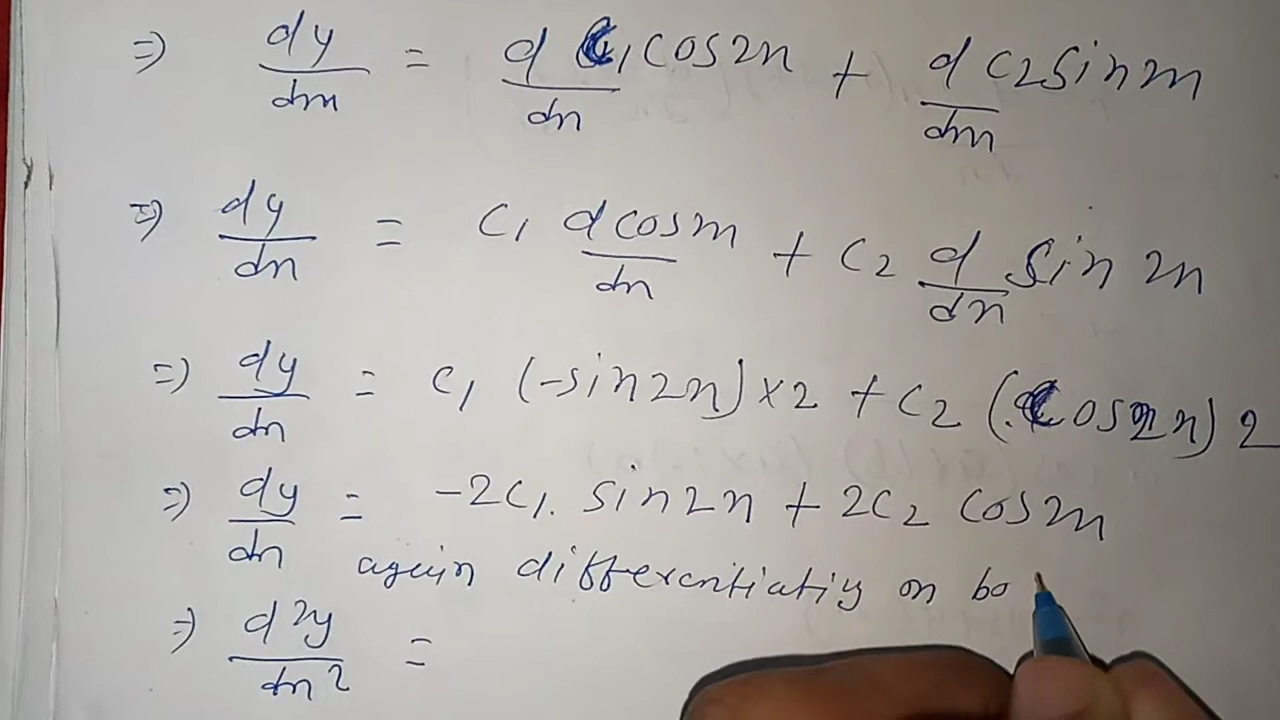 ⇒ dy/dx = d/dx C₁ cos2x + d/dx C₂ sin2x
⇒ dy/dx = C₁ d cos2x/dx + C₂ d/dx sin 2x
⇒ dy/dx = C₁ (-sin2x)×2 + C₂ (cos2x) 2
⇒ dy/dx = -2C₁. sin2x + 2C₂ cos2x
again differentiatiy on bo
⇒ d²y/dx² =